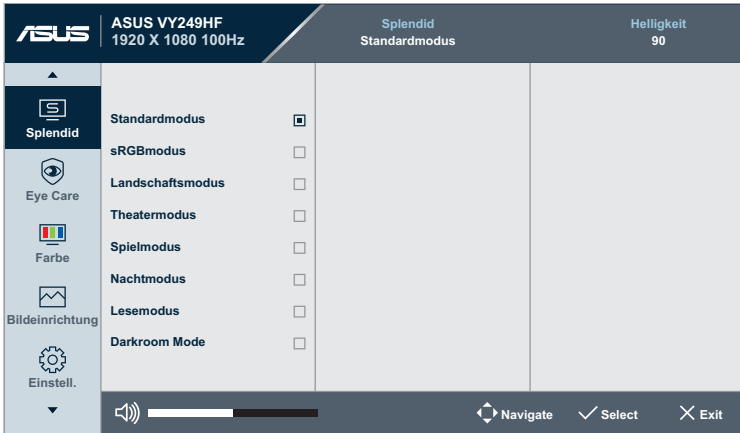 ASUS
ASUS VY249HF
1920 X 1080 100Hz
Splendid
Standardmodus
Helligkeit
90
S
Splendid
Eye Care
Farbe
Bildeinrichtung
Einstell.
Standardmodus
sRGBmodus
Landschaftsmodus
Theatermodus
Spielmodus
Nachtmodus
Lesemodus
Darkroom Mode
Navigate
Select
Exit